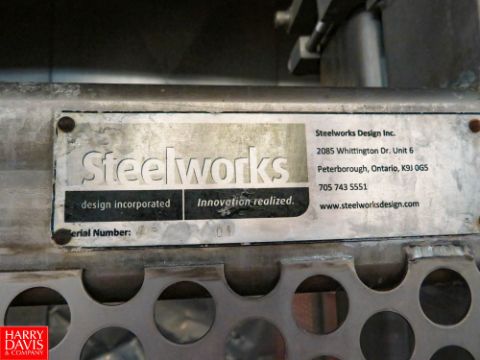 Steelworks
design incorporated
Innovation realized.
Serial Number:
Steelworks Design Inc.
2085 Whittington Dr. Unit 6
Peterborough, Ontario, K9J 0G5
705 743 5551
www.steelworksdesign.com
HARRY
DAVIS
& COMPANY